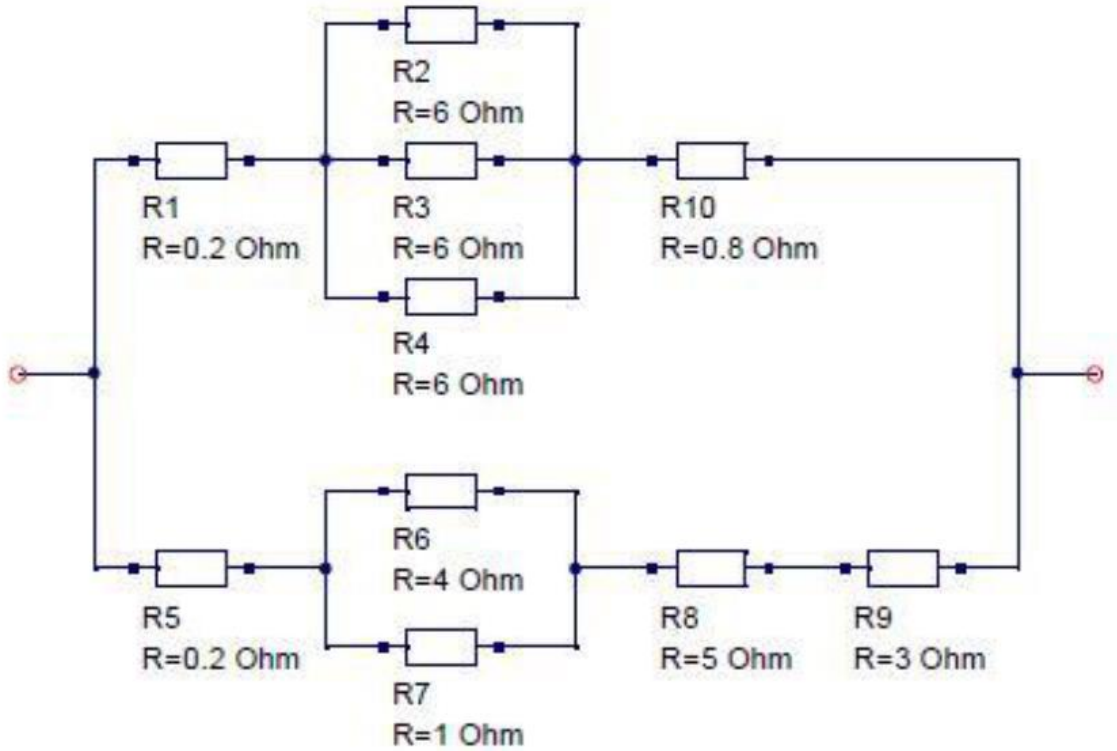 R2
R=6 Ohm
R1
R=0.2 Ohm
R3
R=6 Ohm
R10
R=0.8 Ohm
R4
R=6 Ohm
R6
R=4 Ohm
R5
R=0.2 Ohm
R8
R=5 Ohm
R9
R=3 Ohm
R7
R=1 Ohm